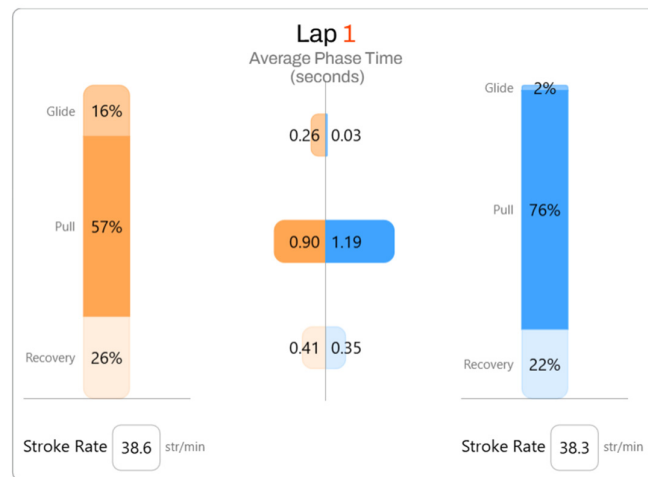 Lap 1
Average Phase Time
(seconds)
Glide 16%
Pull 57%
Recovery 26%
0.26 0.03
0.90 1.19
0.41 0.35
Glide 2%
Pull 76%
Recovery 22%
Stroke Rate 38.6 str/min
Stroke Rate 38.3 str/min